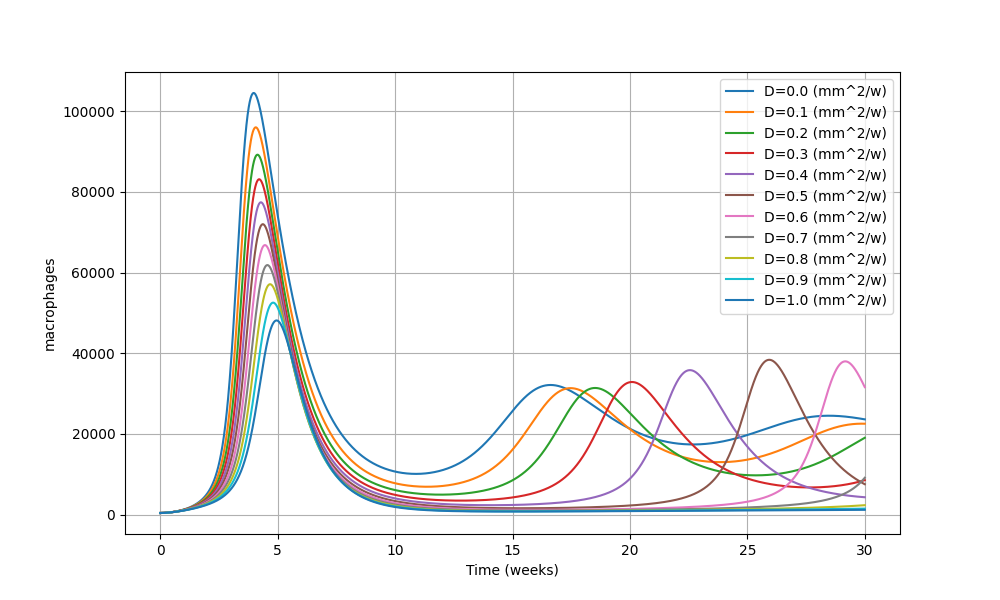 100000
80000
60000
40000
20000
0
macrophages
0 5 10 15 20 25 30
Time (weeks)
D=0.0 (mm^2/w)
D=0.1 (mm^2/w)
D=0.2 (mm^2/w)
D=0.3 (mm^2/w)
D=0.4 (mm^2/w)
D=0.5 (mm^2/w)
D=0.6 (mm^2/w)
D=0.7 (mm^2/w)
D=0.8 (mm^2/w)
D=0.9 (mm^2/w)
D=1.0 (mm^2/w)